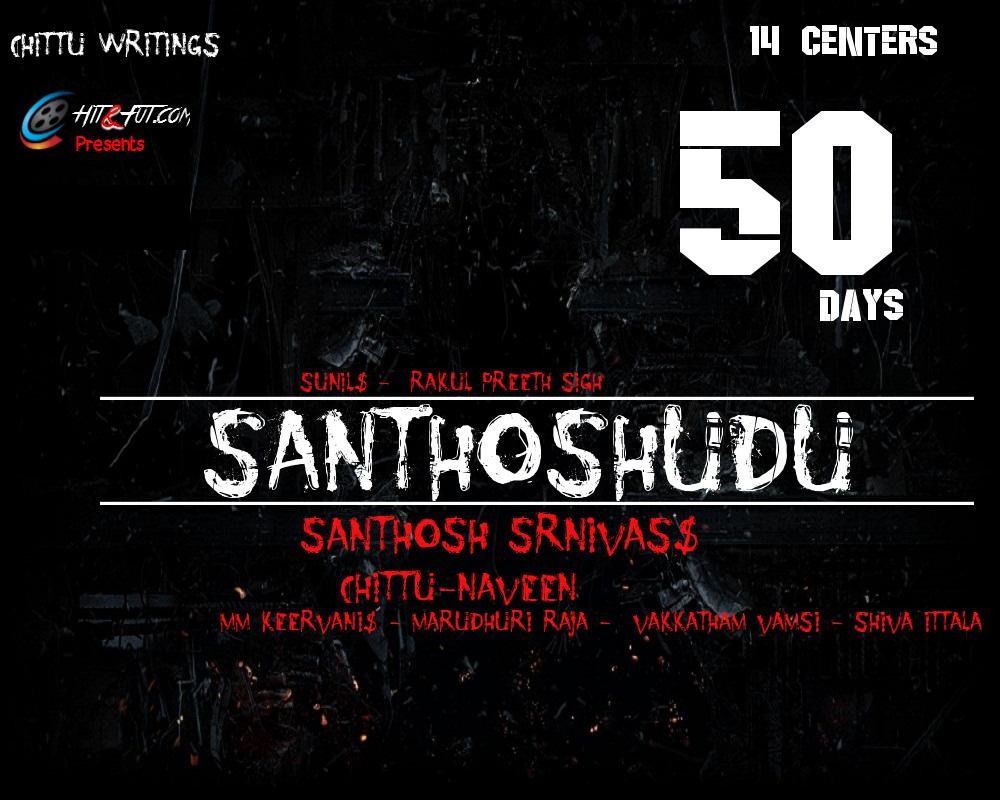 CHITTU WRITINGS
14 CENTERS
HIT&FUT.COM
Presents
50
DAYS
SUNIL$ - RAKUL PREETH SIGH
SANTHOSHUDU
SANTHOSH SRNIVAS$
CHITTU-NAVEEN
MM KEERVANI$ - MARUDHURI RAJA - VAKKATHAM VAMSI - SHIVA ITTALA